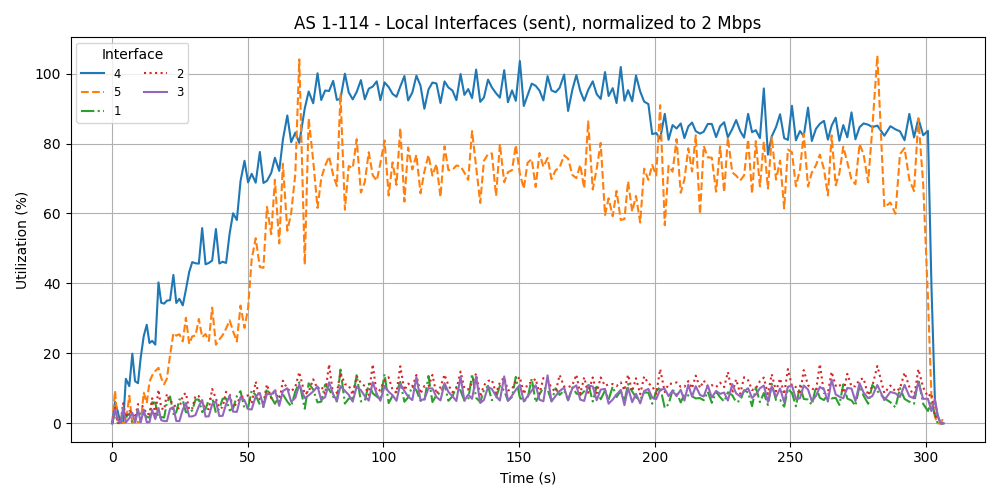 AS 1-114 - Local Interfaces (sent), normalized to 2 Mbps
Interface
4
5
1
2
3
Utilization (%)
100
80
60
40
20
0
0 50 100 150 200 250 300
Time (s)